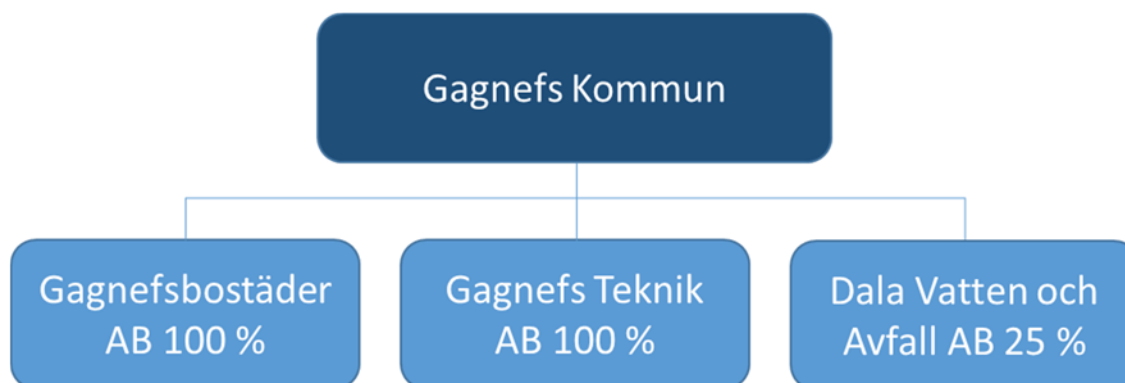 Gagnefs Kommun
Gagnefsbostäder
AB 100 %
Gagnefs Teknik
AB 100 %
Dala Vatten och
Avfall AB 25 %